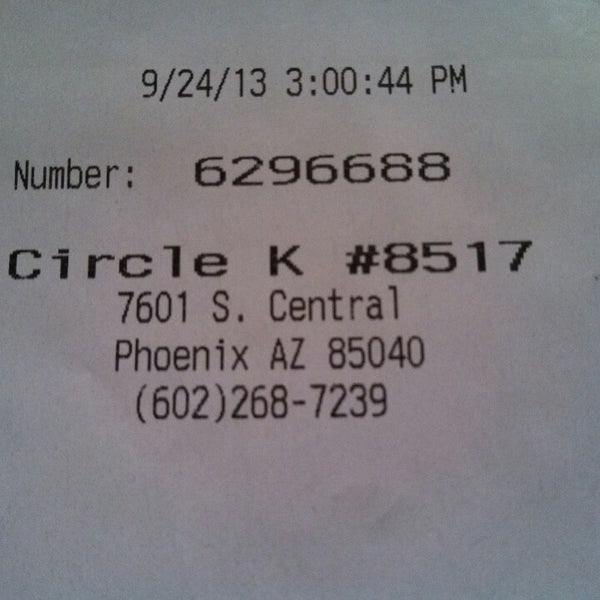 9/24/13 3:00:44 PM
Number: 6296688
Circle K #8517
7601 S. Central
Phoenix AZ 85040
(602)268-7239